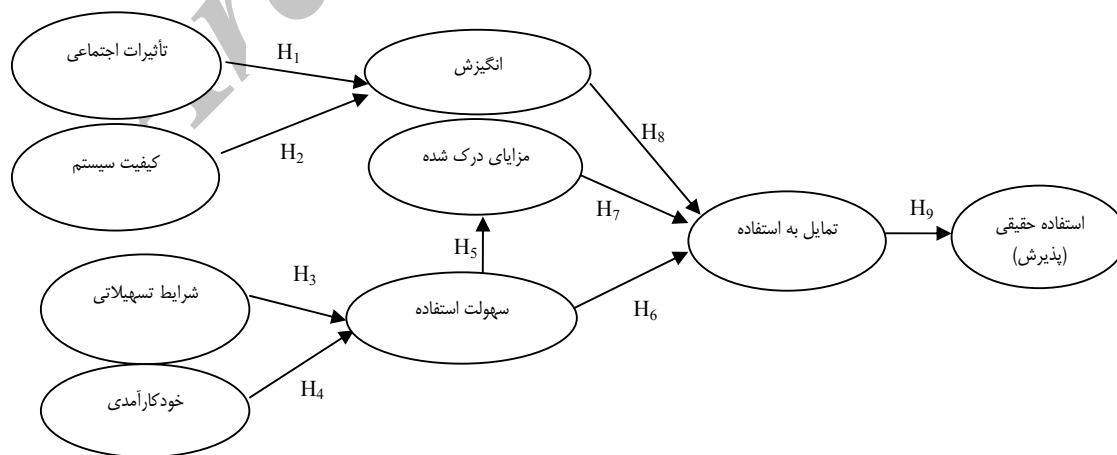 تأثیرات اجتماعی
H1
انگیزش
کیفیت سیستم
H2
مزایای درک شده
H8
H7
تمایل به استفاده
H9
استفاده حقیقی
(پذیرش)
شرایط تسهیلاتی
H3
H5
سهولت استفاده
H6
خودکارآمدی
H4